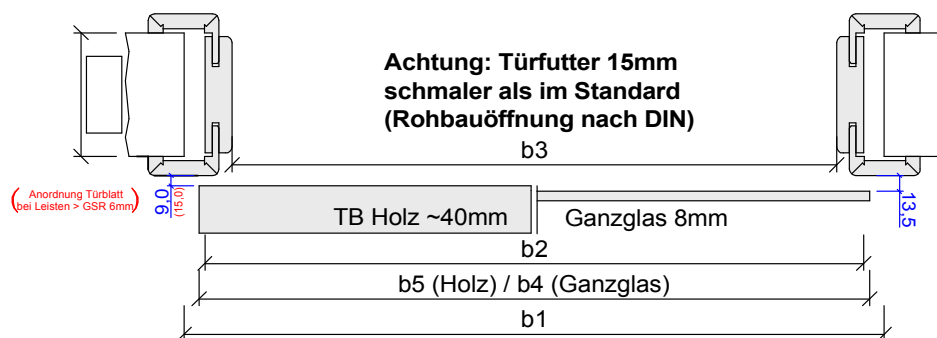 Achtung: Türfutter 15mm
schmaler als im Standard
(Rohbauöffnung nach DIN)
b3
(Anordnung Türblatt
bei Leisten > GSR 6mm)
9,0
(15,0)
13,5
TB Holz ~40mm
Ganzglas 8mm
b2
b5 (Holz) / b4 (Ganzglas)
b1